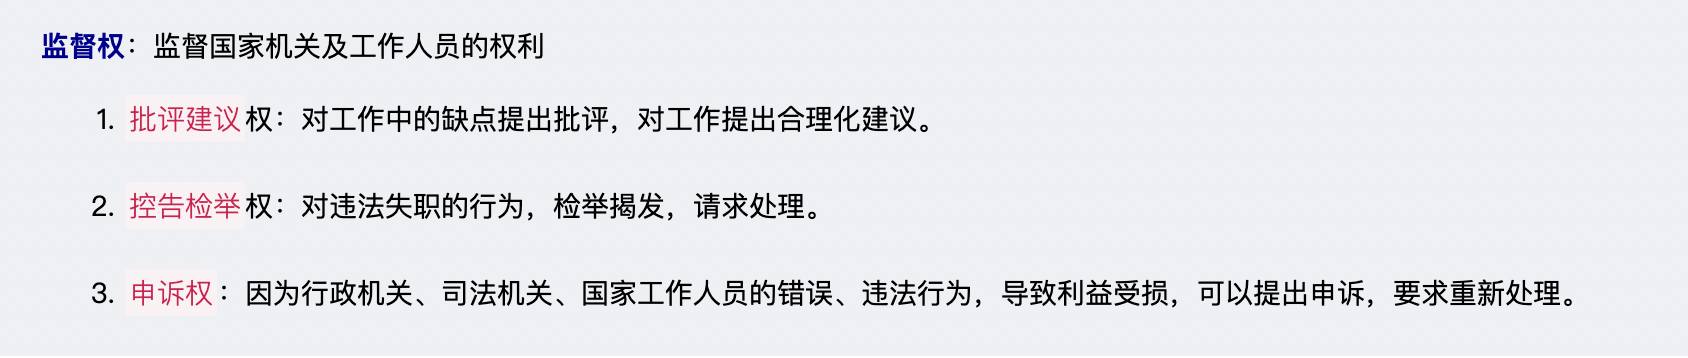 监督权：监督国家机关及工作人员的权利
1. 批评建议权：对工作中的缺点提出批评，对工作提出合理化建议。
2. 控告检举权：对违法失职的行为，检举揭发，请求处理。
3. 申诉权：因为行政机关、司法机关、国家工作人员的错误、违法行为，导致利益受损，可以提出申诉，要求重新处理。